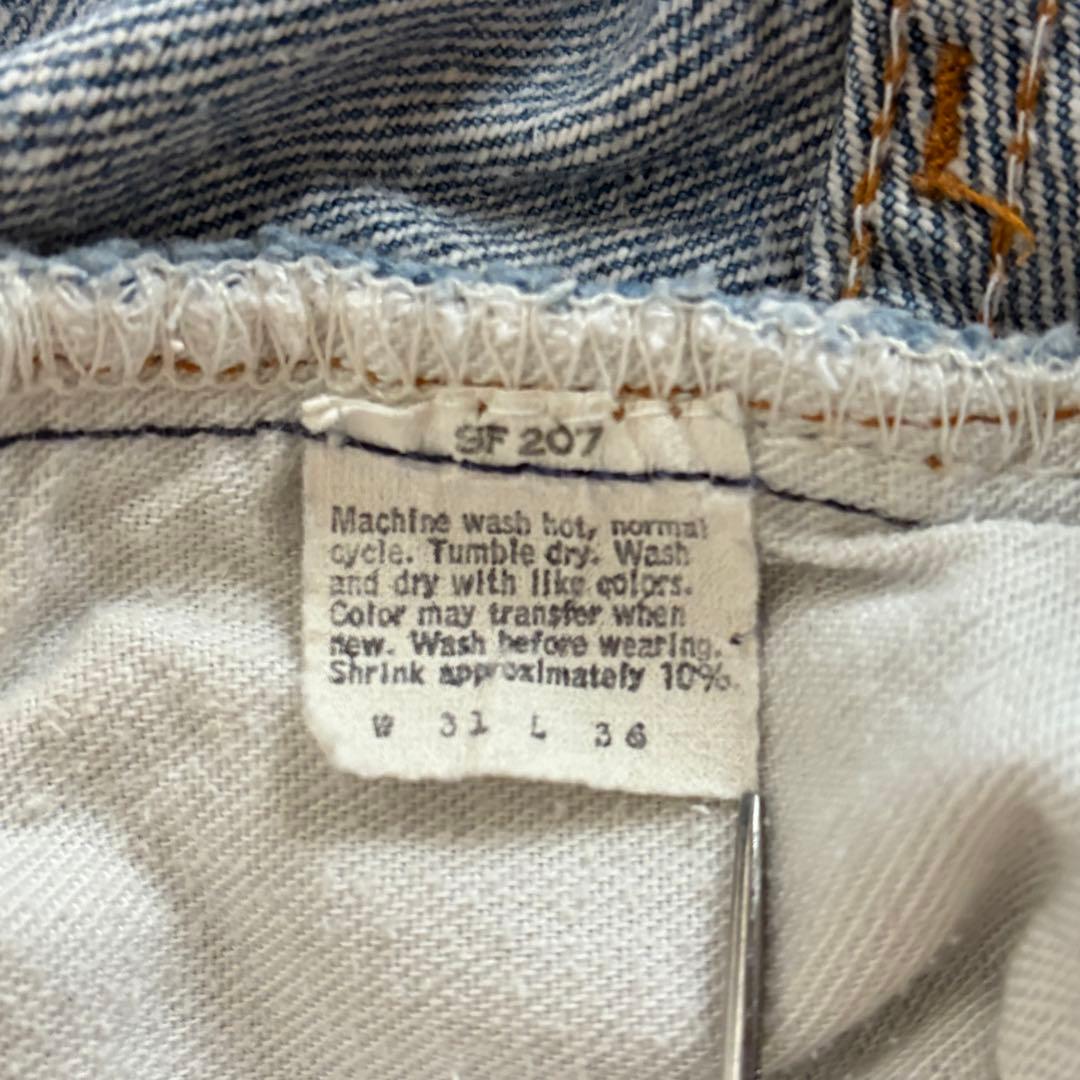 SF 207
Machine wash hot, normal
cycle. Tumble dry. Wash
and dry with like colors.
Color may transfer when
new. Wash before wearing.
Shrink approximately 10%.
W 31 L 36